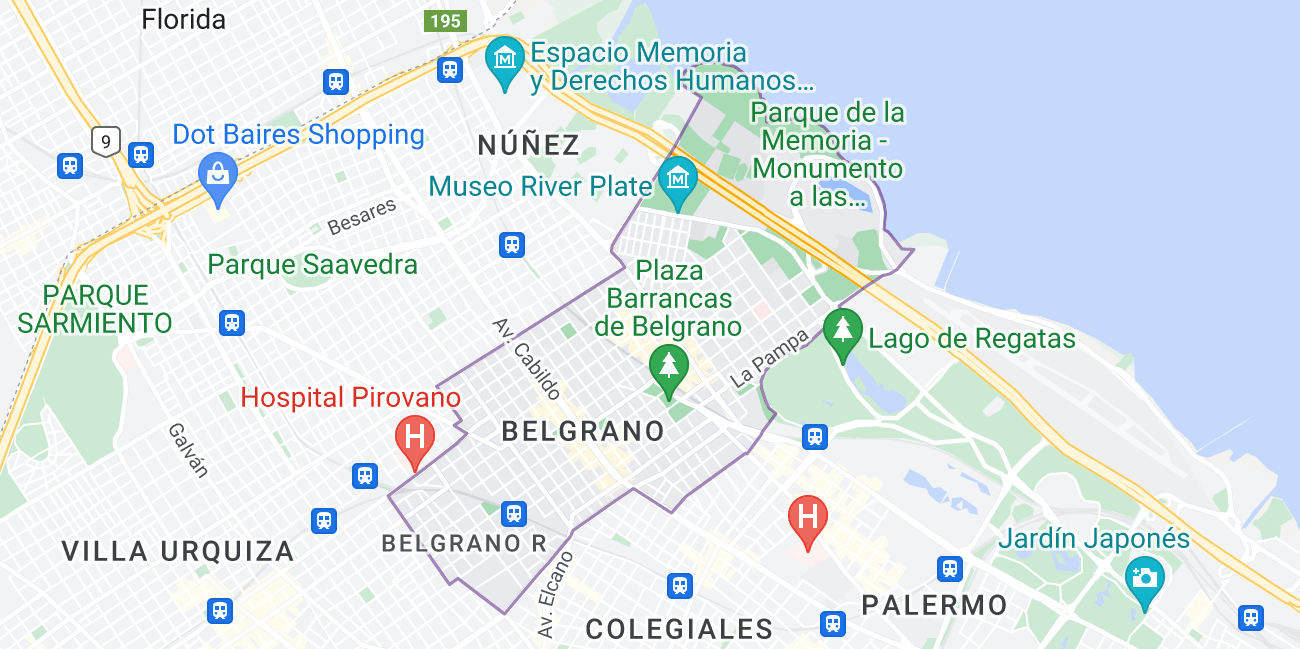 Florida
195
Espacio Memoria
y Derechos Humanos...
9
Dot Baires Shopping
NÚÑEZ
Parque de la
Memoria -
Monumento
a las...
Museo River Plate
Besares
Parque Saavedra
Plaza
Barrancas
de Belgrano
PARQUE
SARMIENTO
Av. Cabildo
La Pampa
Lago de Regatas
Hospital Pirovano
H
Galván
BELGRANO
H
BELGRANO R
VILLA URQUIZA
Jardín Japonés
Av. Elcano
PALERMO
COLEGIALES